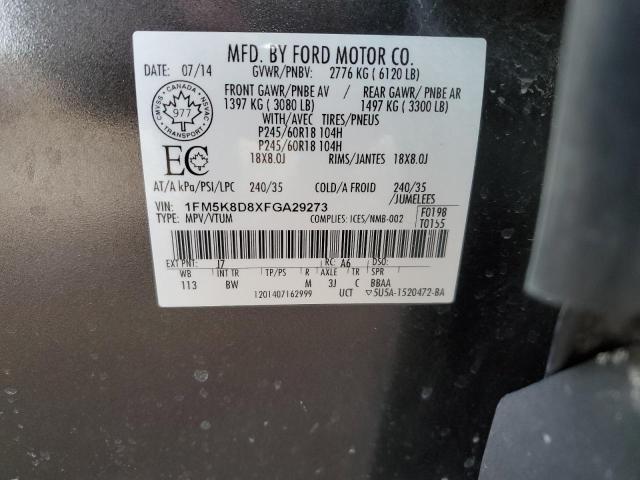 MFD. BY FORD MOTOR CO.
DATE: 07/14 GVWR/PNBV: 2776 KG ( 6120 LB)
FRONT GAWR/PNBE AV / REAR GAWR/ PNBE AR
1397 KG ( 3080 LB) 1497 KG ( 3300 LB)
WITH/AVEC TIRES/PNEUS
P245/60R18 104H
P245/60R18 104H
18X8.0J RIMS/JANTES 18X8.0J
CANADA
CMVSS NSVAC
977
TRANSPORT
EC
AT/A kPa/PSI/LPC 240/35 COLD/A FROID 240/35
/JUMELEES
VIN: 1FM5K8D8XFGA29273
TYPE: MPV/VTUM COMPLIES: ICES/NMB-002
F0198
T0155
EXT PNT: J7 RC: A6 DSO:
WB INT TR TP/PS R AXLE TR SPR
113 BW M 3J C BBAA
1201407162999 UCT ▽5U5A-1520472-BA